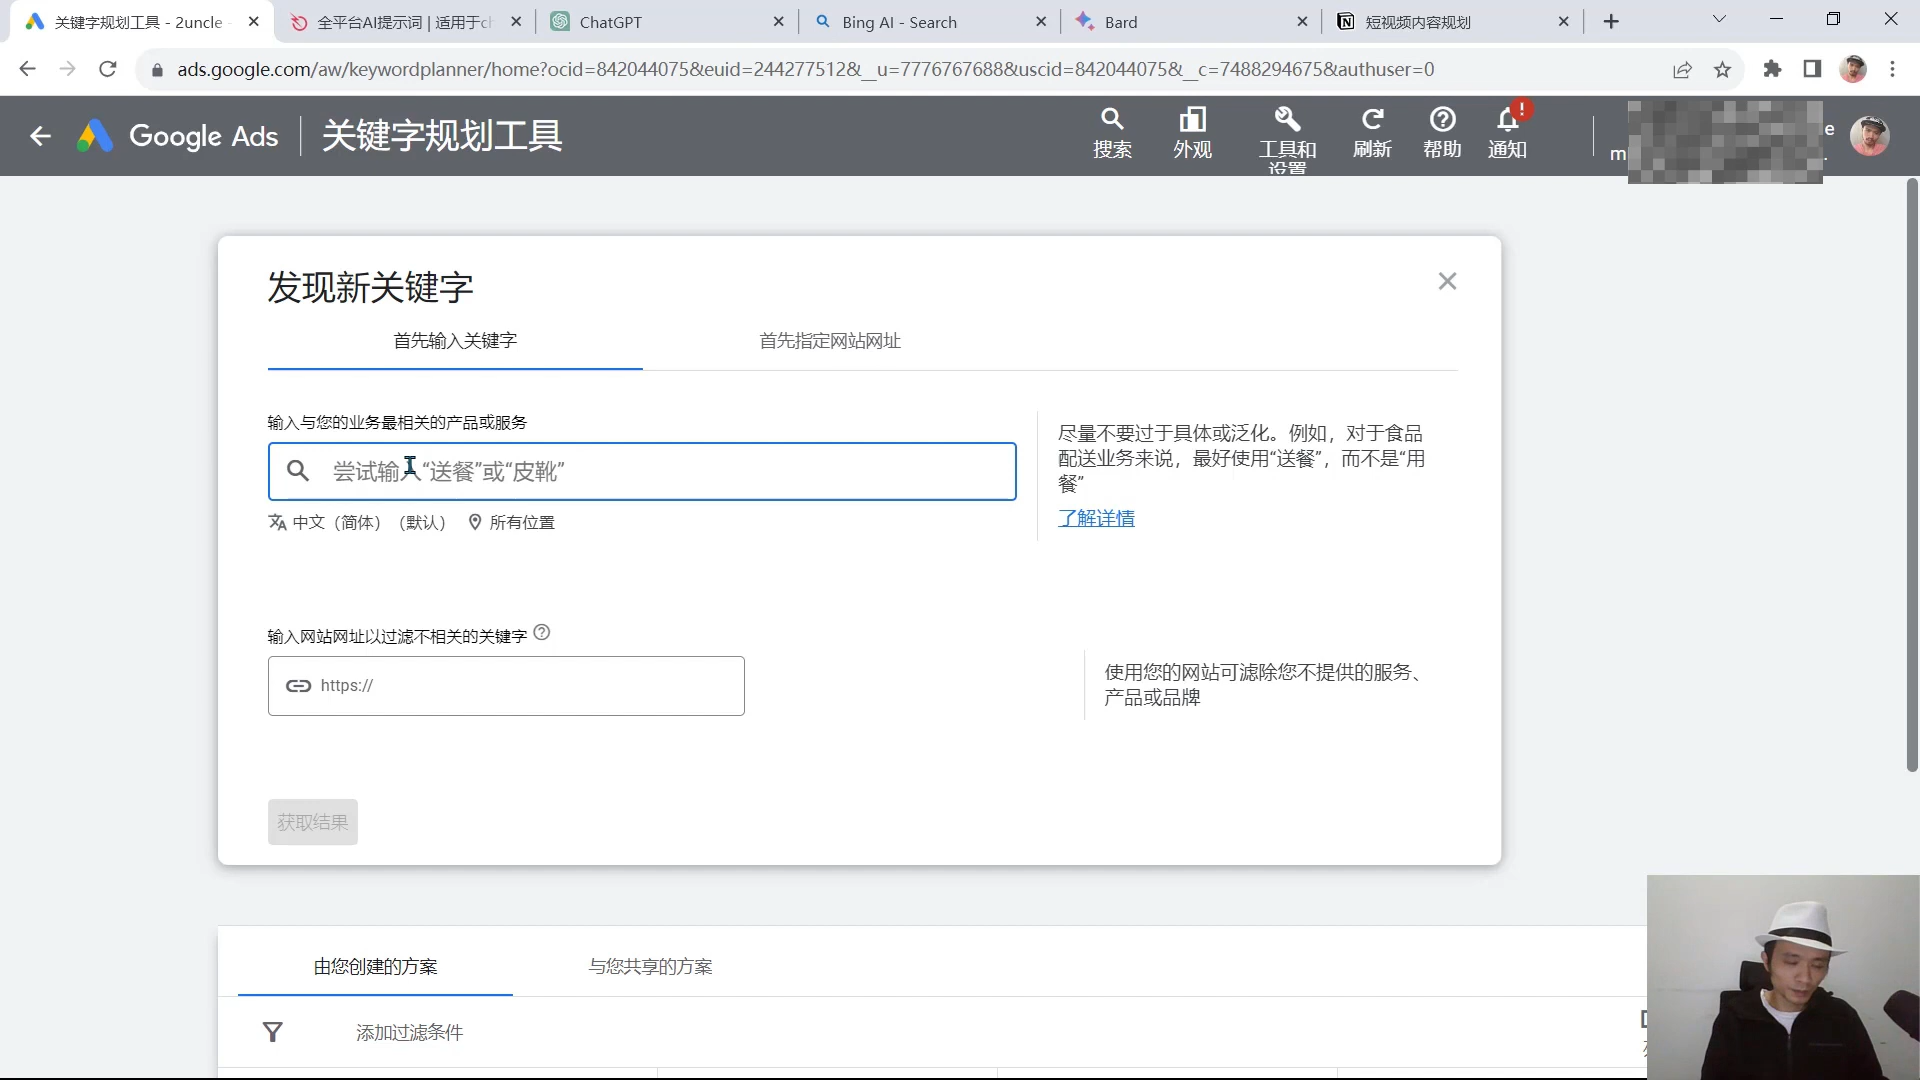 关键字规划工具 - 2uncle
全平台AI提示词 | 适用于ch
ChatGPT
Bing AI - Search
Bard
短视频内容规划
ads.google.com/aw/keywordplanner/home?ocid=842044075&euid=244277512&__u=7776767688&uscid=842044075&__c=7488294675&authuser=0
Google Ads
关键字规划工具
搜索
外观
工具和
设置
刷新
帮助
通知
e
m
发现新关键字
首先输入关键字
首先指定网站网址
输入与您的业务最相关的产品或服务
尝试输入“送餐”或“皮靴”
中文（简体）（默认）
所有位置
尽量不要过于具体或泛化。例如，对于食品
配送业务来说，最好使用“送餐”，而不是“用
餐”
了解详情
输入网站网址以过滤不相关的关键字
https://
使用您的网站可滤除您不提供的服务、
产品或品牌
获取结果
由您创建的方案
与您共享的方案
添加过滤条件